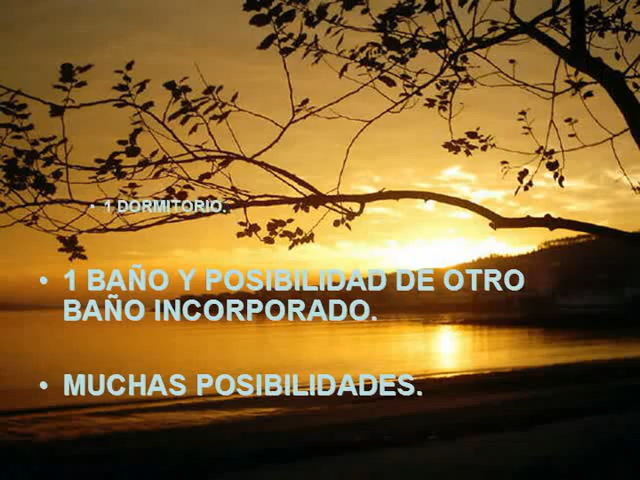 • 1 DORMITORIO.
• 1 BAÑO Y POSIBILIDAD DE OTRO
BAÑO INCORPORADO.
• MUCHAS POSIBILIDADES.